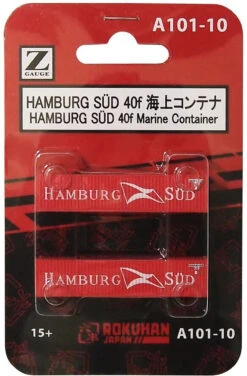 Z
GAUGE
A101-10
HAMBURG SÜD 40f 海上コンテナ
HAMBURG SÜD 40f Marine Container
HAMBURG SÜD
HAMBURG SÜD
15+
ROKUHAN
JAPAN
A101-10